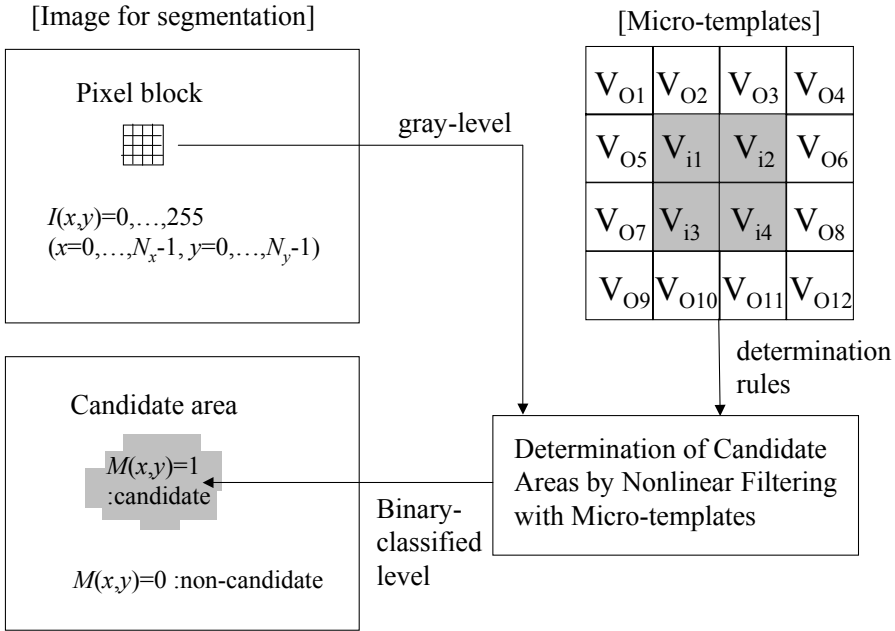 [Image for segmentation]
Pixel block
I(x,y)=0,…,255
(x=0,…,Nx-1, y=0,…,Ny-1)
gray-level
[Micro-templates]
VO1 VO2 VO3 VO4
VO5 Vi1 Vi2 VO6
VO7 Vi3 Vi4 VO8
VO9 VO10 VO11 VO12
determination
rules
Candidate area
M(x,y)=1
:candidate
M(x,y)=0 :non-candidate
Binary-
classified
level
Determination of Candidate
Areas by Nonlinear Filtering
with Micro-templates